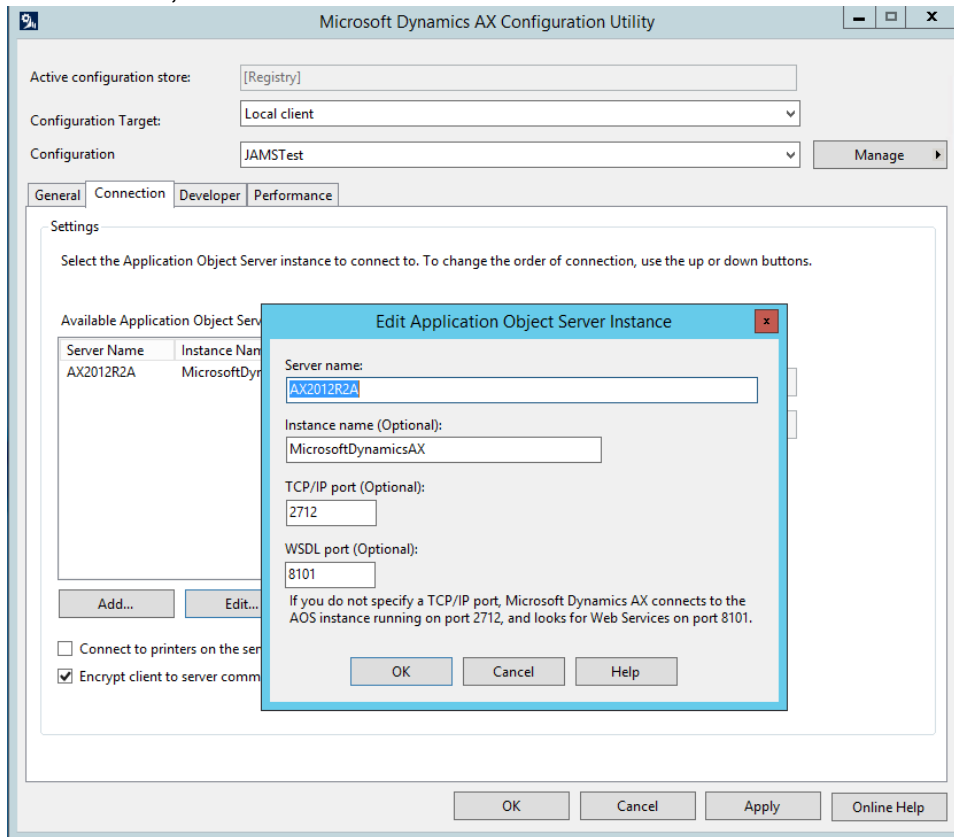 Microsoft Dynamics AX Configuration Utility
Active configuration store:
[Registry]
Configuration Target:
Local client
Configuration
JAMSTest
Manage
General
Connection
Developer
Performance
Settings
Select the Application Object Server instance to connect to. To change the order of connection, use the up or down buttons.
Available Application Object Serv
Server Name
Instance Nam
AX2012R2A
MicrosoftDyn
Edit Application Object Server Instance
x
Server name:
AX2012R2A
Instance name (Optional):
MicrosoftDynamicsAX
TCP/IP port (Optional):
2712
WSDL port (Optional):
8101
If you do not specify a TCP/IP port, Microsoft Dynamics AX connects to the
AOS instance running on port 2712, and looks for Web Services on port 8101.
OK
Cancel
Help
Add...
Edit...
Connect to printers on the ser
Encrypt client to server comm
OK
Cancel
Apply
Online Help